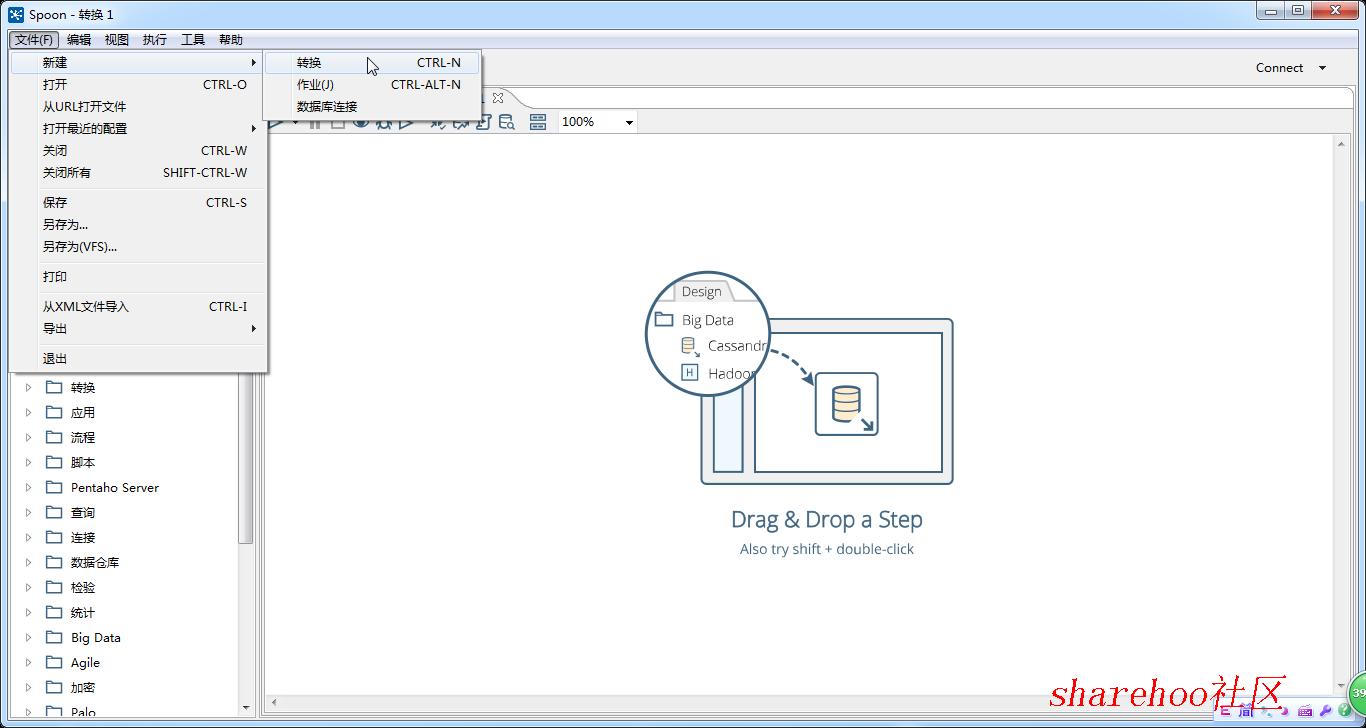 Spoon - 转换 1
文件(F) 编辑 视图 执行 工具 帮助
新建
打开 CTRL-O
从URL打开文件
打开最近的配置
关闭 CTRL-W
关闭所有 SHIFT-CTRL-W
保存 CTRL-S
另存为...
另存为(VFS)...
打印
从XML文件导入 CTRL-I
导出
退出
转换 CTRL-N
作业(J) CTRL-ALT-N
数据库连接
Connect
100%
转换
应用
流程
脚本
Pentaho Server
查询
连接
数据仓库
检验
统计
Big Data
Agile
加密
Palo
Design
Big Data
Cassandr
H Hadoop
Drag & Drop a Step
Also try shift + double-click
sharehoo社区
39